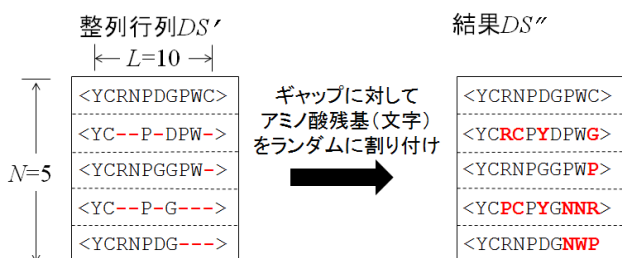 整列行列DS′
L=10
N=5
<YCRNPDGPWC>
<YC--P-DPW->
<YCRNPGGPW->
<YC--P-G--->
<YCRNPDG--->
ギャップに対して
アミノ酸残基(文字)
をランダムに割り付け
結果DS″
<YCRNPDGPWC>
<YCRCPYDPWG>
<YCRNPGGPWP>
<YCPCPYGNNR>
<YCRNPDGNWP